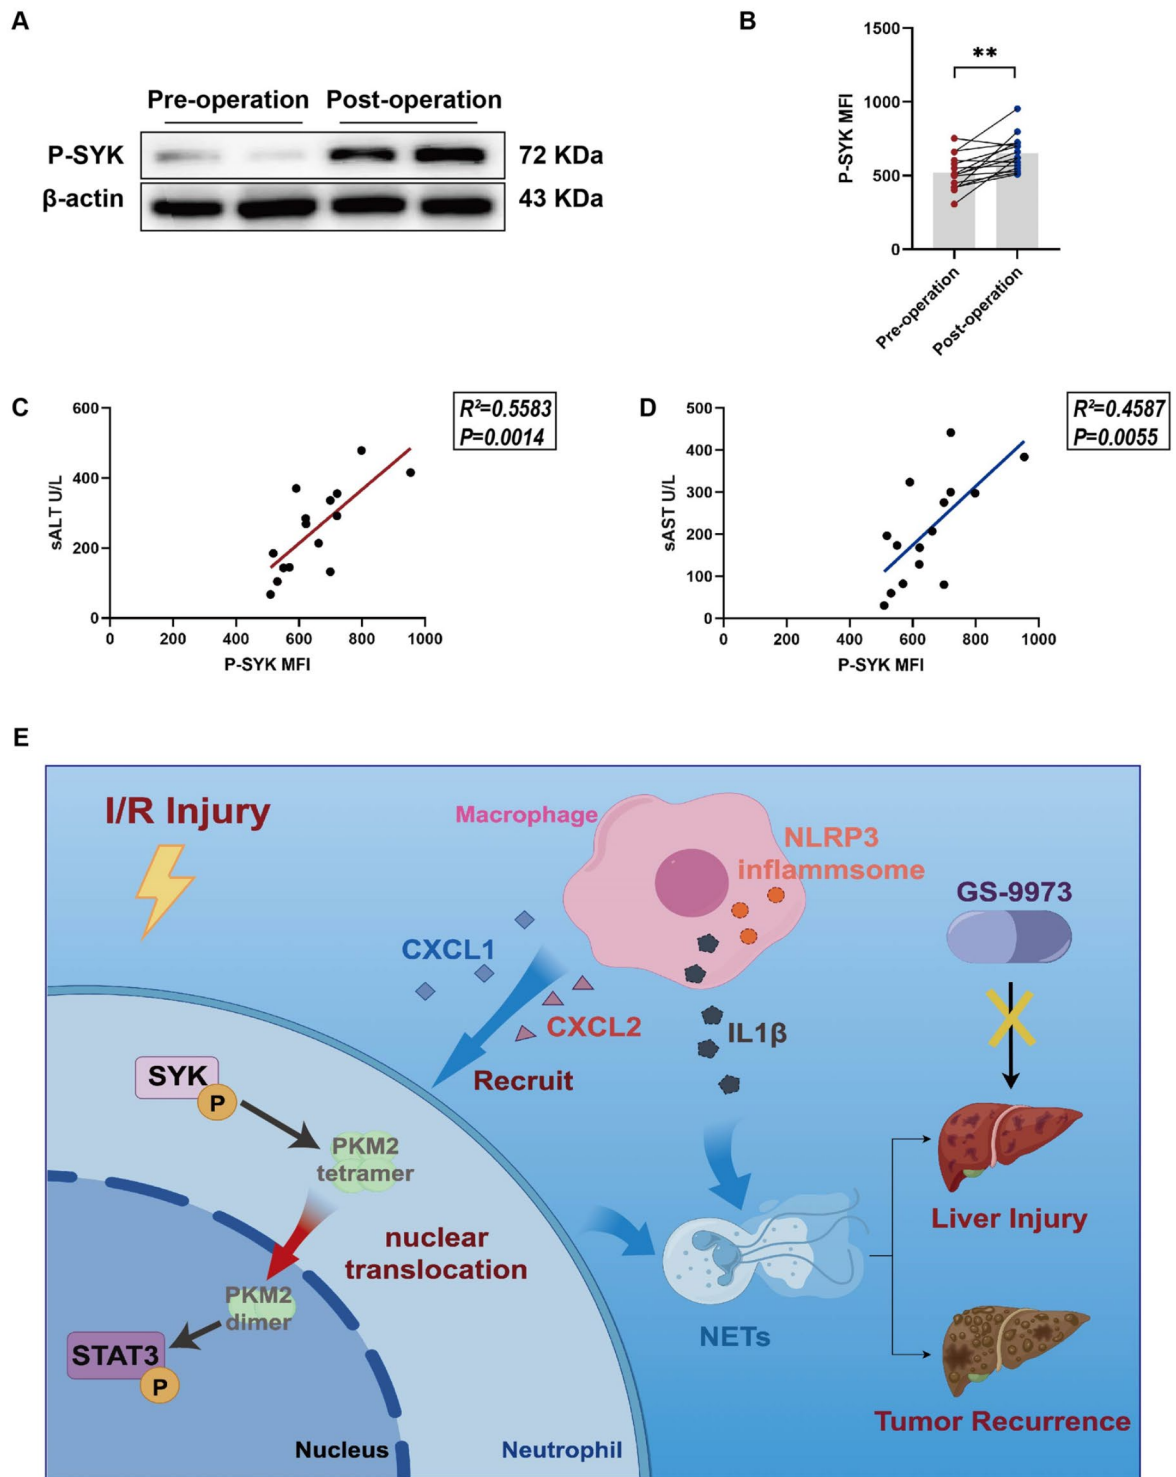 A
Pre-operation Post-operation
P-SYK
72 KDa
β-actin
43 KDa
B
1500
1000
500
0
P-SYK MFI
**
Pre-operation
Post-operation
C
600
400
200
0
sALT U/L
0 200 400 600 800 1000
P-SYK MFI
R²=0.5583
P=0.0014
D
500
400
300
200
100
0
sAST U/L
0 200 400 600 800 1000
P-SYK MFI
R²=0.4587
P=0.0055
E
I/R Injury
Macrophage
NLRP3
inflammsome
GS-9973
CXCL1
CXCL2
IL1β
Recruit
SYK
P
PKM2
tetramer
nuclear
translocation
PKM2
dimer
STAT3
P
Nucleus
Neutrophil
NETs
Liver Injury
Tumor Recurrence